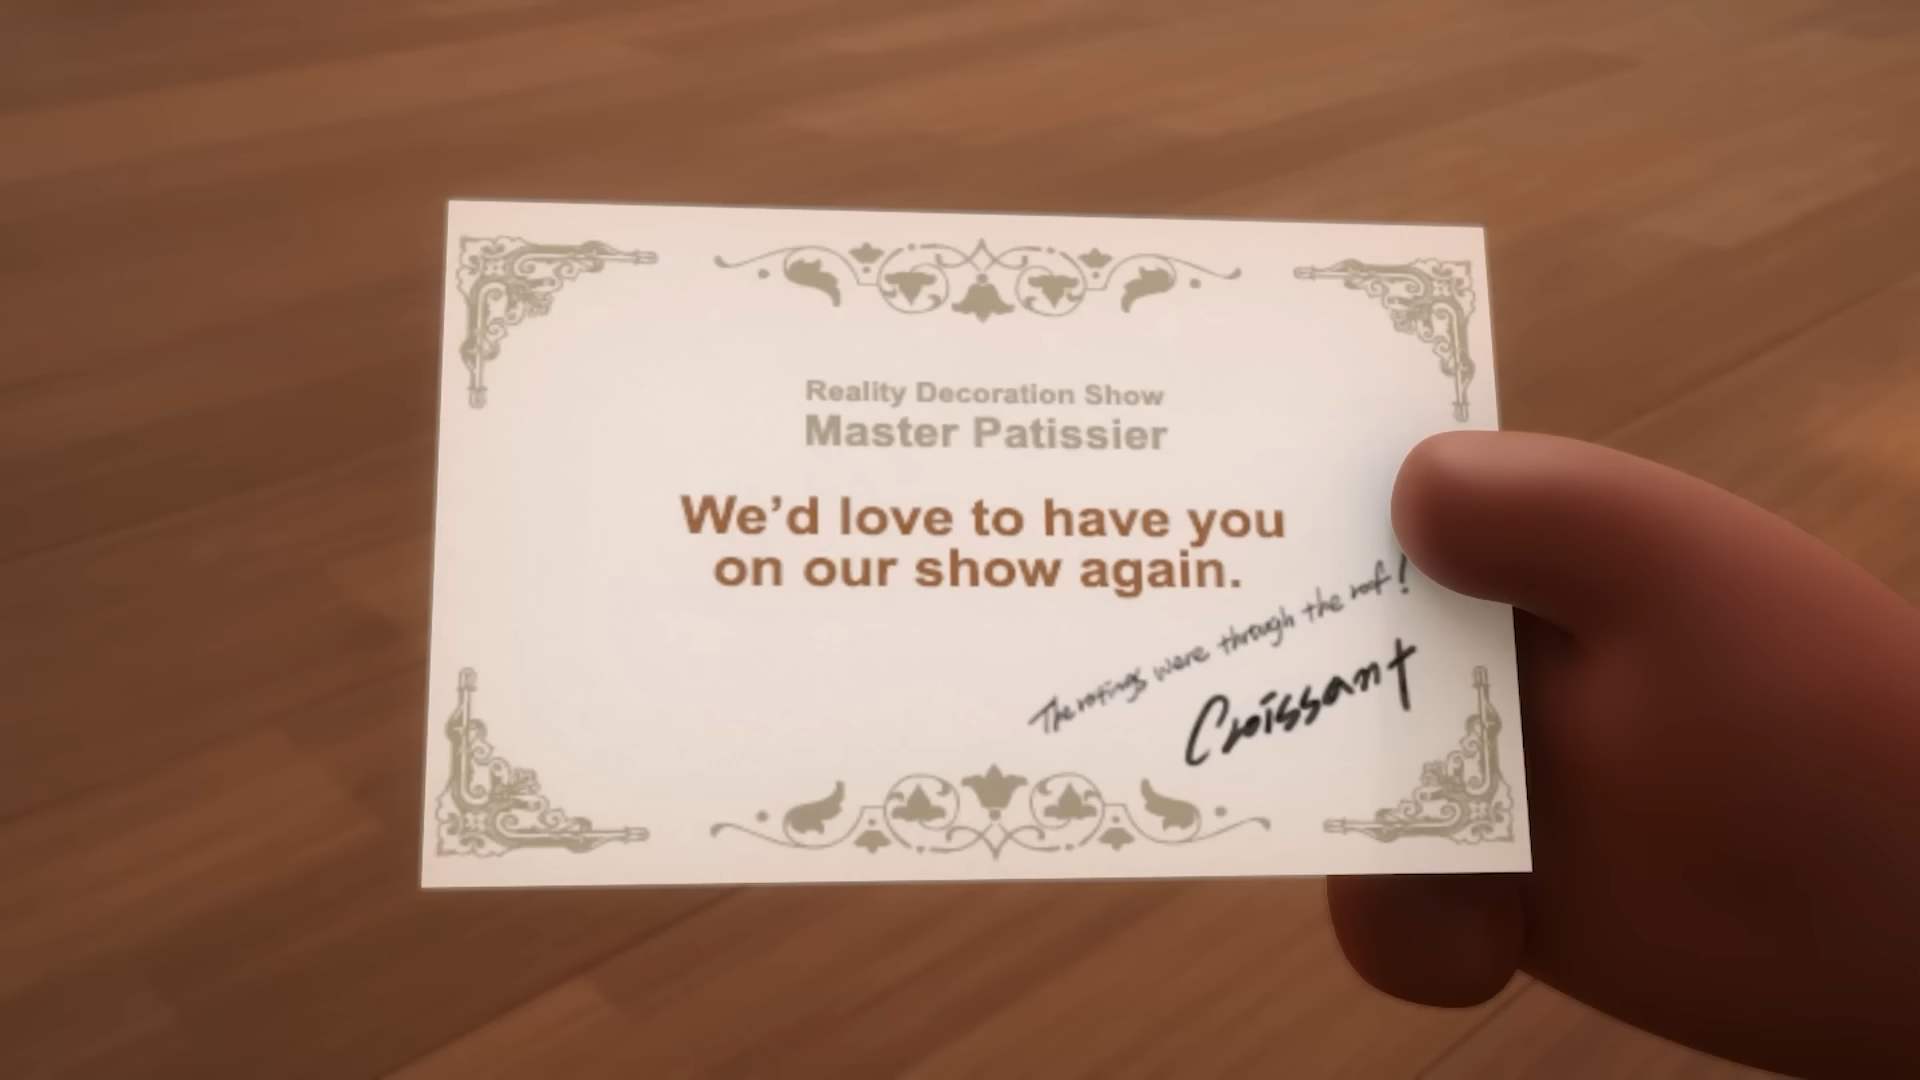 Reality Decoration Show
Master Patissier
We’d love to have you
on our show again.
The ratings were through the roof!
Croissant